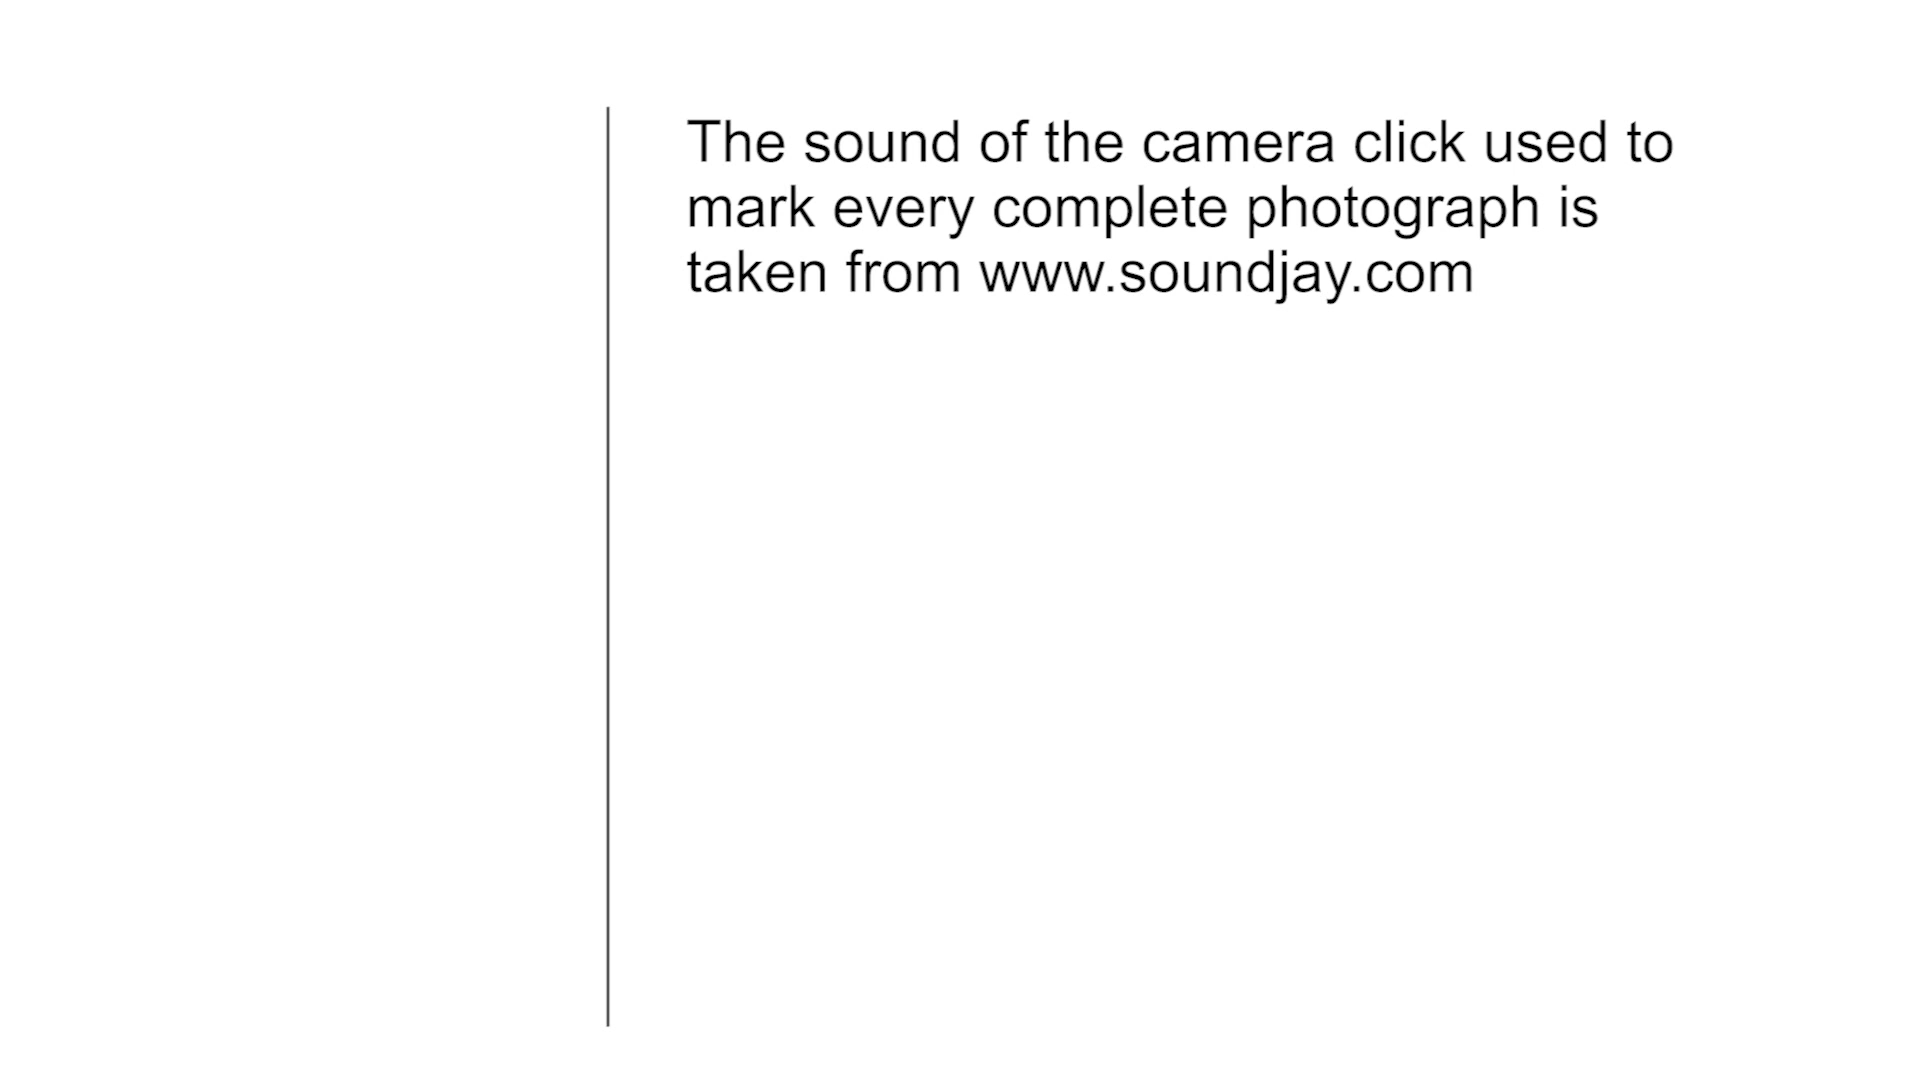 The sound of the camera click used to
mark every complete photograph is
taken from www.soundjay.com